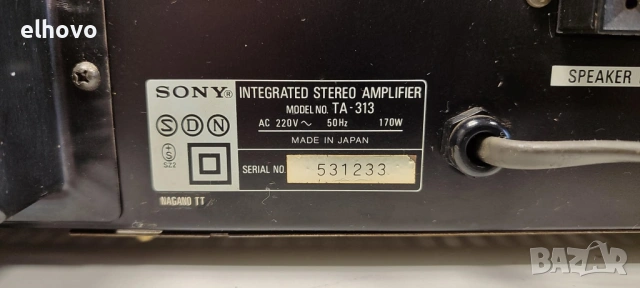 elhovo
SONY® INTEGRATED STEREO AMPLIFIER
MODEL NO. TA-313
AC 220V~ 50Hz 170W
MADE IN JAPAN
S D N
S
522
SERIAL NO. 531233
NAGANO TT
SPEAKER
BAZAR